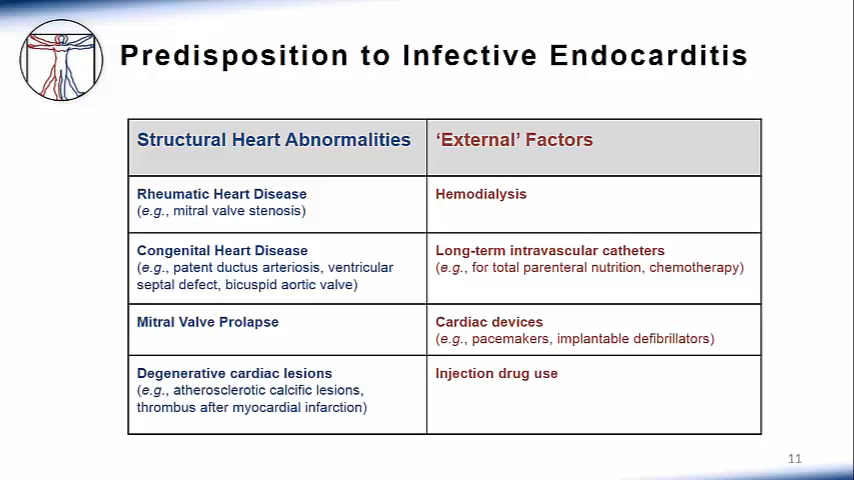 Predisposition to Infective Endocarditis
Structural Heart Abnormalities
'External' Factors
Rheumatic Heart Disease
(e.g., mitral valve stenosis)
Hemodialysis
Congenital Heart Disease
(e.g., patent ductus arteriosis, ventricular
septal defect, bicuspid aortic valve)
Long-term intravascular catheters
(e.g., for total parenteral nutrition, chemotherapy)
Mitral Valve Prolapse
Cardiac devices
(e.g., pacemakers, implantable defibrillators)
Degenerative cardiac lesions
(e.g., atherosclerotic calcific lesions,
thrombus after myocardial infarction)
Injection drug use
11